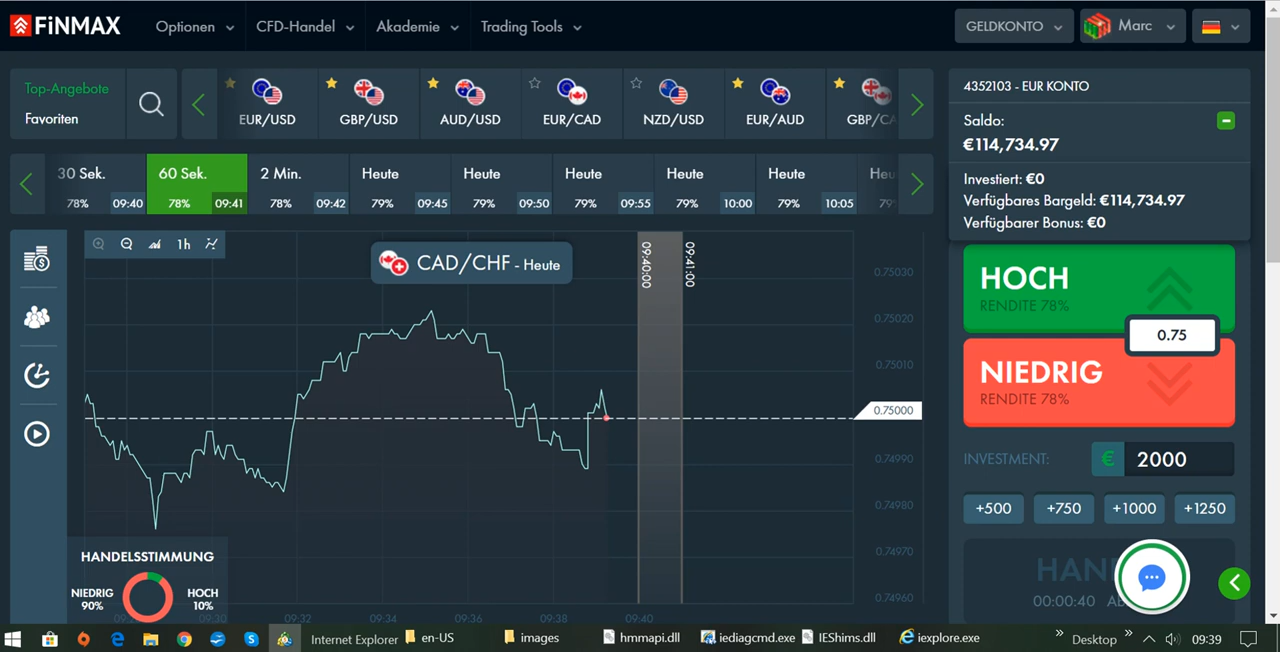 FiNMAX
Optionen
CFD-Handel
Akademie
Trading Tools
GELDKONTO
Marc
Top-Angebote
Favoriten
EUR/USD
GBP/USD
AUD/USD
EUR/CAD
NZD/USD
EUR/AUD
GBP/CA
4352103 - EUR KONTO
Saldo:
€114,734.97
Investiert: €0
Verfügbares Bargeld: €114,734.97
Verfügbarer Bonus: €0
30 Sek.
78% 09:40
60 Sek.
78% 09:41
2 Min.
78% 09:42
Heute
79% 09:45
Heute
79% 09:50
Heute
79% 09:55
Heute
79% 10:00
Heute
79% 10:05
Heu
79%
1h
CAD/CHF - Heute
09:40:00
09:41:00
0.75030
0.75020
0.75010
0.75000
0.74990
0.74980
0.74970
0.74960
HOCH
RENDITE 78%
0.75
NIEDRIG
RENDITE 78%
INVESTMENT:
€ 2000
+500
+750
+1000
+1250
HAN
00:00:40
HANDELSSTIMMUNG
NIEDRIG
90%
HOCH
10%
09:30
09:32
09:34
09:36
09:38
09:40
Internet Explorer
en-US
images
hmmapi.dll
iediagcmd.exe
IEShims.dll
iexplore.exe
Desktop
09:39